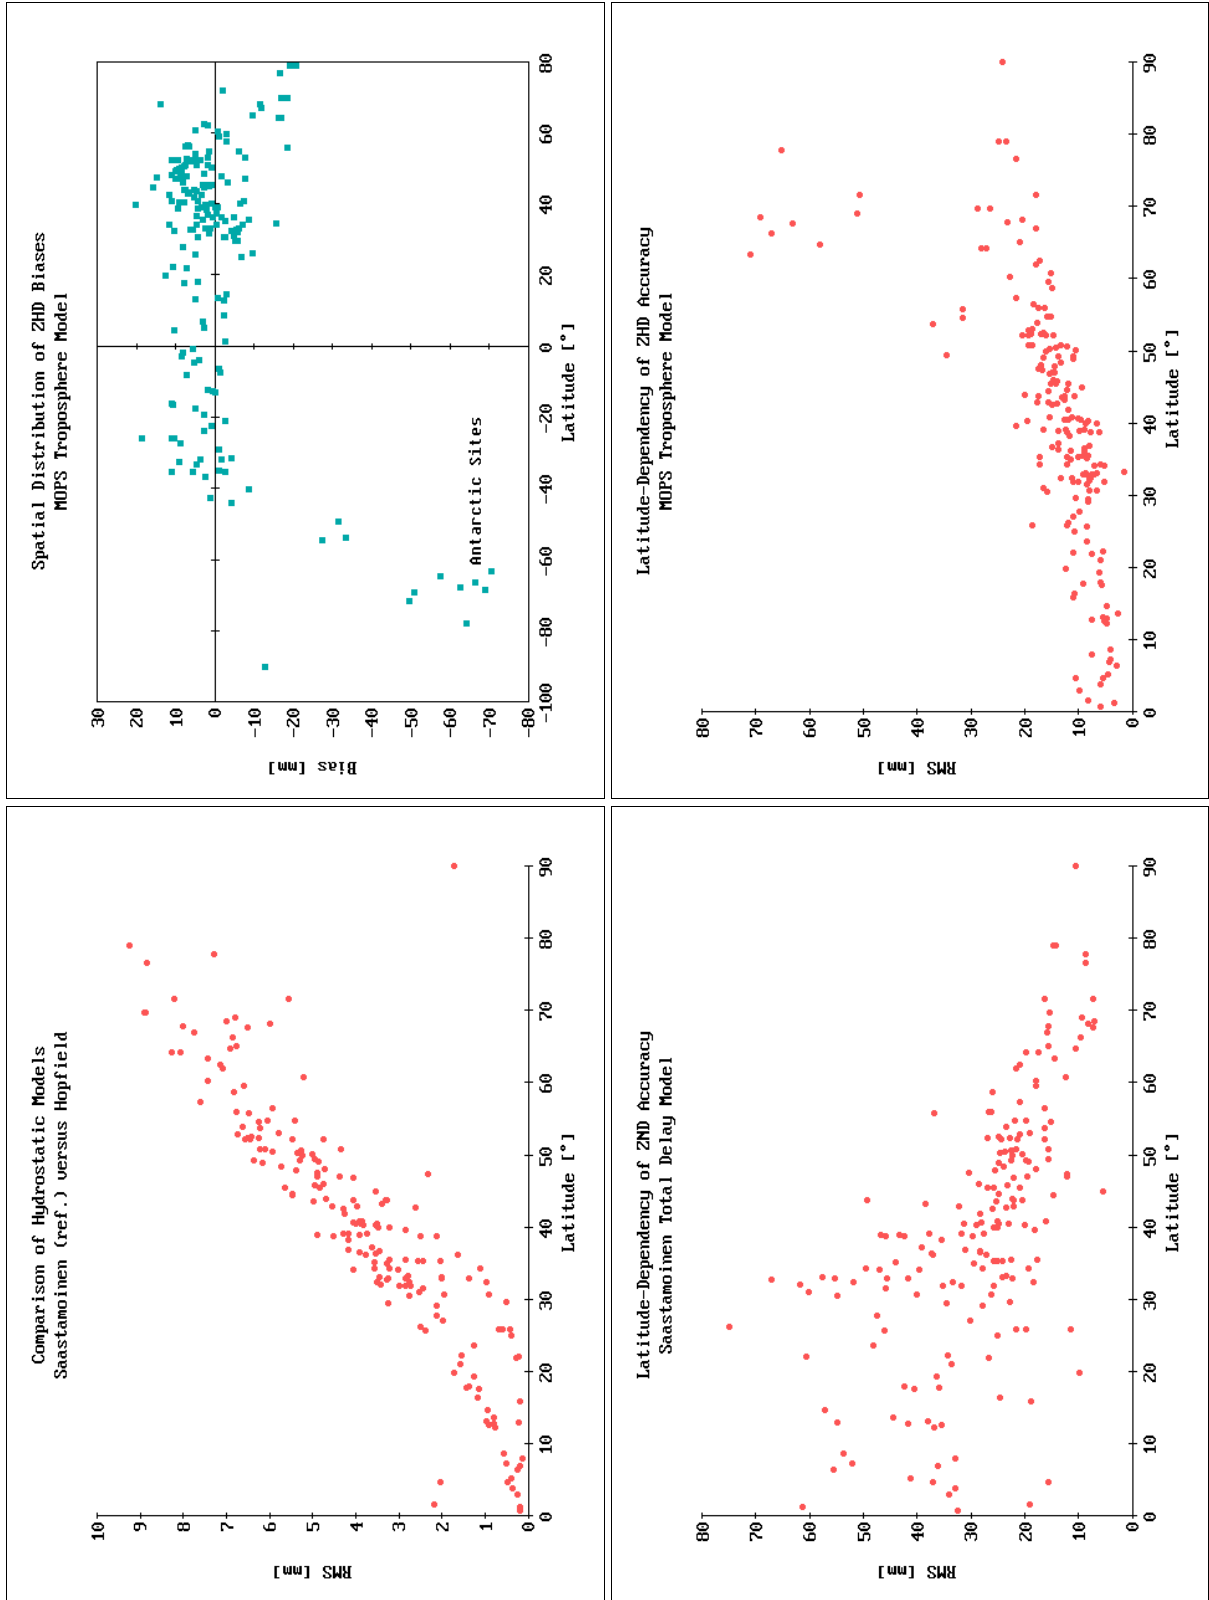 Comparison of Hydrostatic Models
Saastamoinen (ref.) versus Hopfield
RMS [mm]
10
9
8
7
6
5
4
3
2
1
0
0 10 20 30 40 50 60 70 80 90
Latitude [°]
Spatial Distribution of ZHD Biases
MOPS Troposphere Model
Bias [mm]
30
20
10
0
-10
-20
-30
-40
-50
-60
-70
-80
Antarctic Sites
-100 -80 -60 -40 -20 0 20 40 60 80
Latitude [°]
Latitude-Dependency of ZWD Accuracy
Saastamoinen Total Delay Model
RMS [mm]
80
70
60
50
40
30
20
10
0
0 10 20 30 40 50 60 70 80 90
Latitude [°]
Latitude-Dependency of ZHD Accuracy
MOPS Troposphere Model
RMS [mm]
80
70
60
50
40
30
20
10
0
0 10 20 30 40 50 60 70 80 90
Latitude [°]